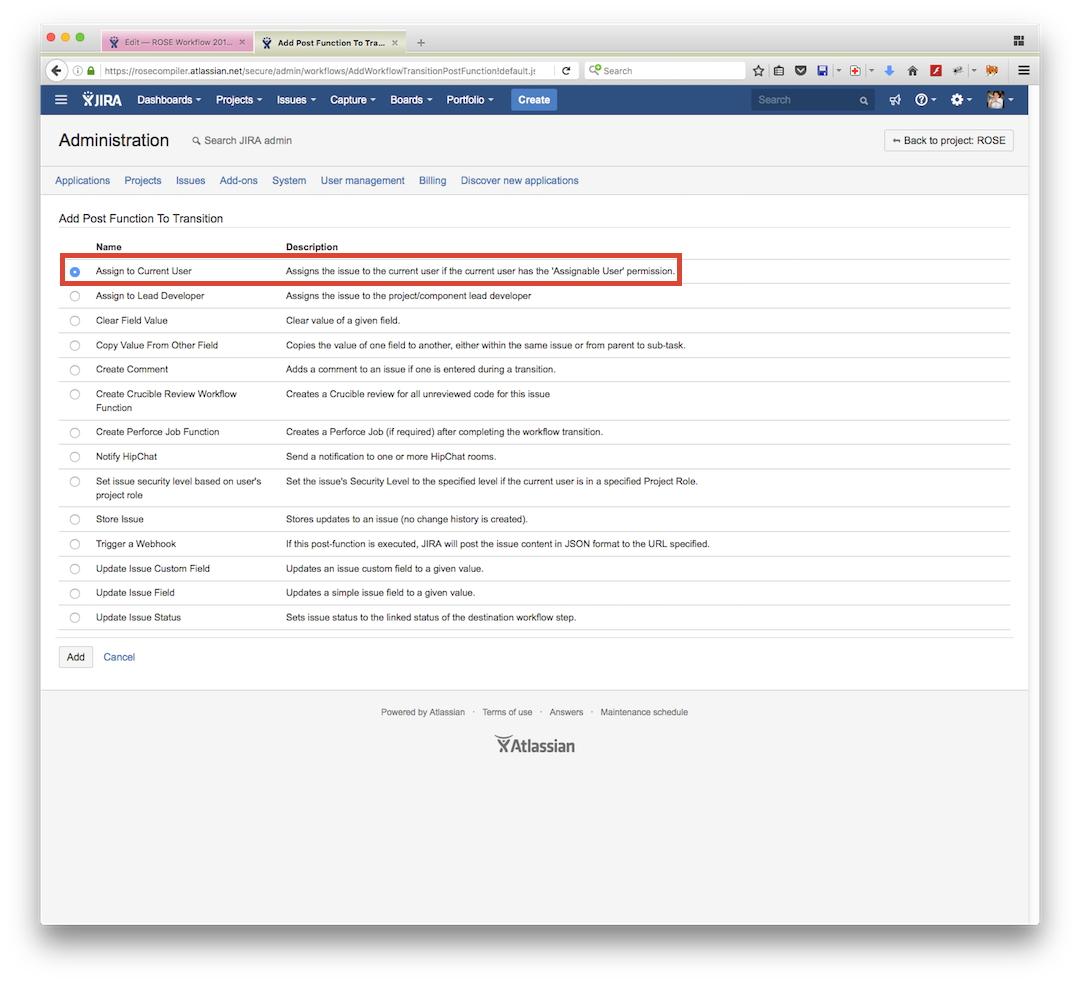 Edit — ROSE Workflow 201...
Add Post Function To Tra...
https://rosecompiler.atlassian.net/secure/admin/workflows/AddWorkflowTransitionPostFunction!default.js
Search
JIRA Dashboards Projects Issues Capture Boards Portfolio Create Search
Administration Search JIRA admin Back to project: ROSE
Applications Projects Issues Add-ons System User management Billing Discover new applications
Add Post Function To Transition
Name Description
Assign to Current User Assigns the issue to the current user if the current user has the 'Assignable User' permission.
Assign to Lead Developer Assigns the issue to the project/component lead developer
Clear Field Value Clear value of a given field.
Copy Value From Other Field Copies the value of one field to another, either within the same issue or from parent to sub-task.
Create Comment Adds a comment to an issue if one is entered during a transition.
Create Crucible Review Workflow Creates a Crucible review for all unreviewed code for this issue
Function
Create Perforce Job Function Creates a Perforce Job (if required) after completing the workflow transition.
Notify HipChat Send a notification to one or more HipChat rooms.
Set issue security level based on user's Set the issue's Security Level to the specified level if the current user is in a specified Project Role.
project role
Store Issue Stores updates to an issue (no change history is created).
Trigger a Webhook If this post-function is executed, JIRA will post the issue content in JSON format to the URL specified.
Update Issue Custom Field Updates an issue custom field to a given value.
Update Issue Field Updates a simple issue field to a given value.
Update Issue Status Sets issue status to the linked status of the destination workflow step.
Add Cancel
Powered by Atlassian · Terms of use · Answers · Maintenance schedule
Atlassian